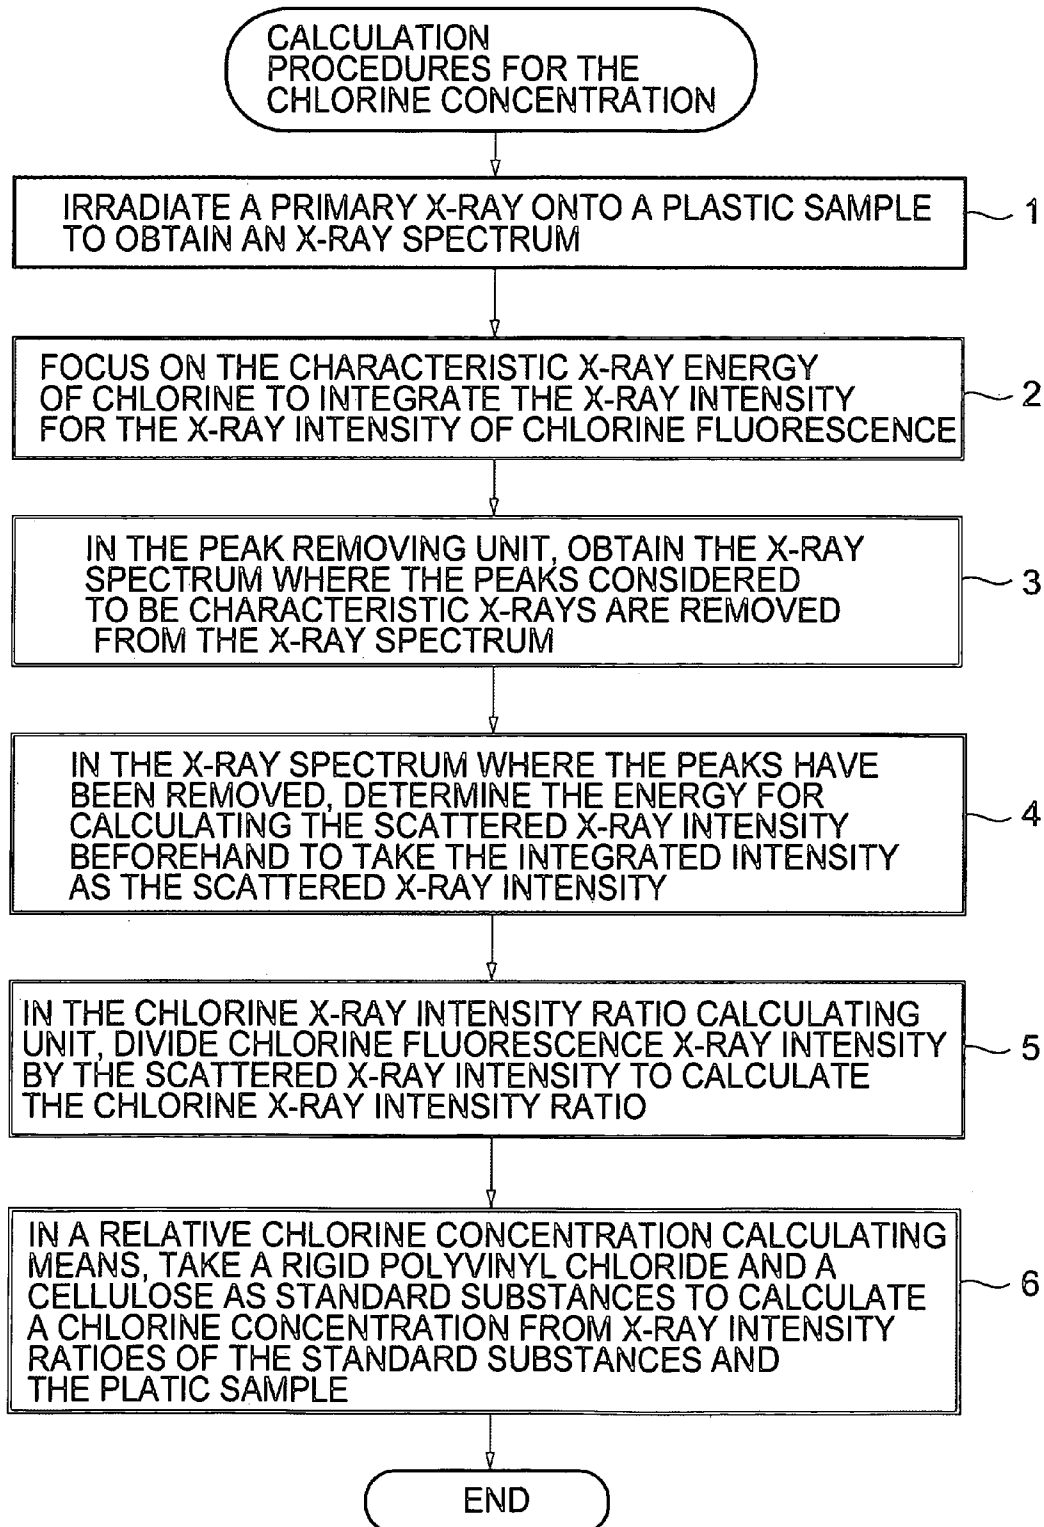 CALCULATION
PROCEDURES FOR THE
CHLORINE CONCENTRATION
IRRADIATE A PRIMARY X-RAY ONTO A PLASTIC SAMPLE
TO OBTAIN AN X-RAY SPECTRUM
1
FOCUS ON THE CHARACTERISTIC X-RAY ENERGY
OF CHLORINE TO INTEGRATE THE X-RAY INTENSITY
FOR THE X-RAY INTENSITY OF CHLORINE FLUORESCENCE
2
IN THE PEAK REMOVING UNIT, OBTAIN THE X-RAY
SPECTRUM WHERE THE PEAKS CONSIDERED
TO BE CHARACTERISTIC X-RAYS ARE REMOVED
FROM THE X-RAY SPECTRUM
3
IN THE X-RAY SPECTRUM WHERE THE PEAKS HAVE
BEEN REMOVED, DETERMINE THE ENERGY FOR
CALCULATING THE SCATTERED X-RAY INTENSITY
BEFOREHAND TO TAKE THE INTEGRATED INTENSITY
AS THE SCATTERED X-RAY INTENSITY
4
IN THE CHLORINE X-RAY INTENSITY RATIO CALCULATING
UNIT, DIVIDE CHLORINE FLUORESCENCE X-RAY INTENSITY
BY THE SCATTERED X-RAY INTENSITY TO CALCULATE
THE CHLORINE X-RAY INTENSITY RATIO
5
IN A RELATIVE CHLORINE CONCENTRATION CALCULATING
MEANS, TAKE A RIGID POLYVINYL CHLORIDE AND A
CELLULOSE AS STANDARD SUBSTANCES TO CALCULATE
A CHLORINE CONCENTRATION FROM X-RAY INTENSITY
RATIOES OF THE STANDARD SUBSTANCES AND
THE PLATIC SAMPLE
6
END